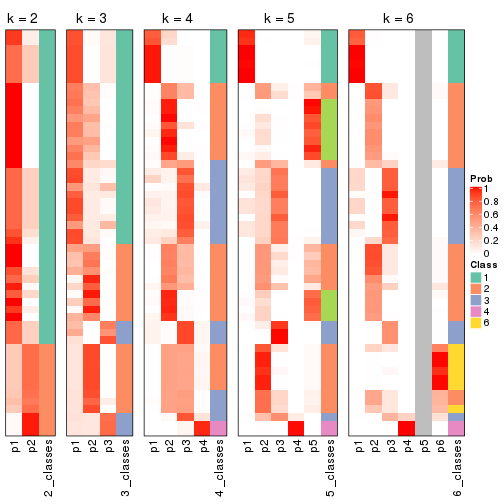 k = 2
k = 3
k = 4
k = 5
k = 6
Prob
1
0.8
0.6
0.4
0.2
0
Class
1
2
3
4
6
p1
p2
2_classes
p1
p2
p3
3_classes
p1
p2
p3
p4
4_classes
p1
p2
p3
p4
p5
5_classes
p1
p2
p3
p4
p5
p6
6_classes